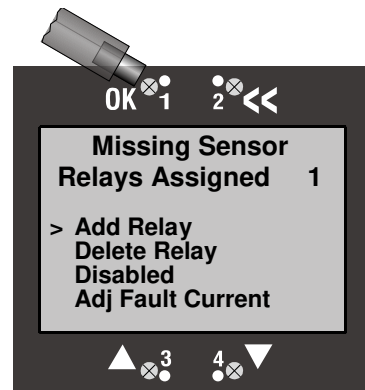 OK 1 2 <<
Missing Sensor
Relays Assigned 1
> Add Relay
Delete Relay
Disabled
Adj Fault Current
3 4